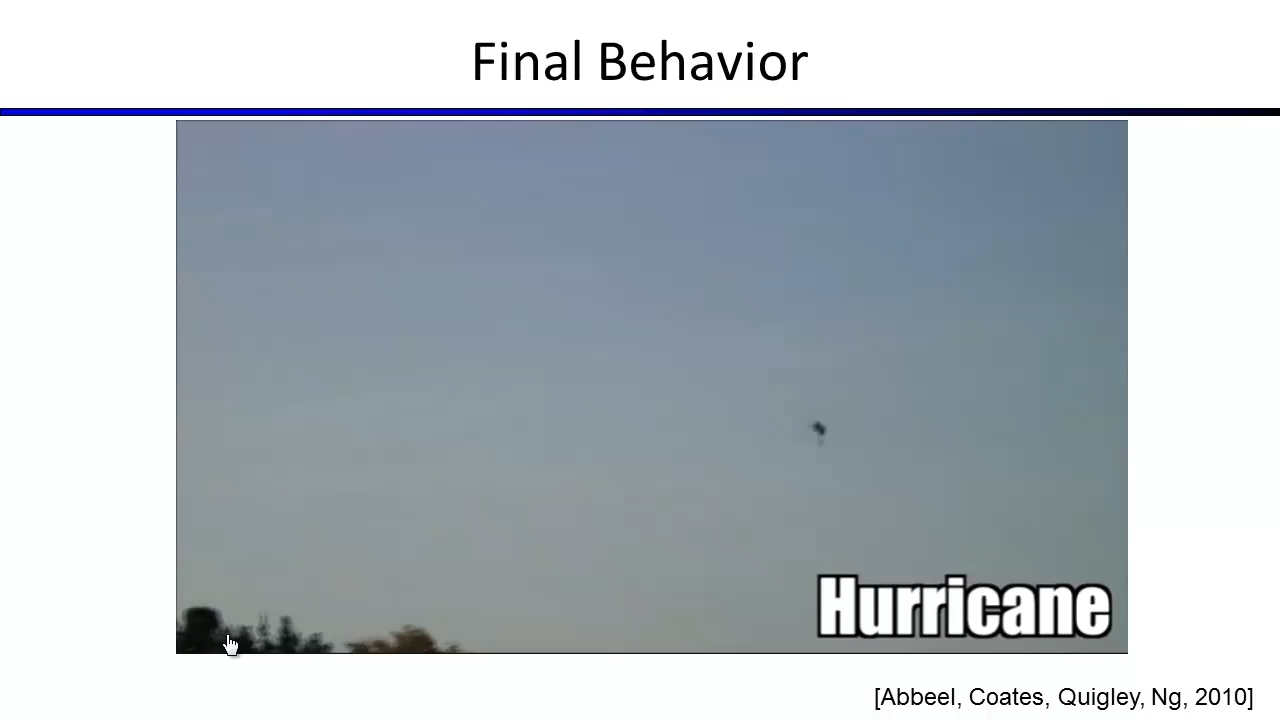 Final Behavior
Hurricane
[Abbeel, Coates, Quigley, Ng, 2010]